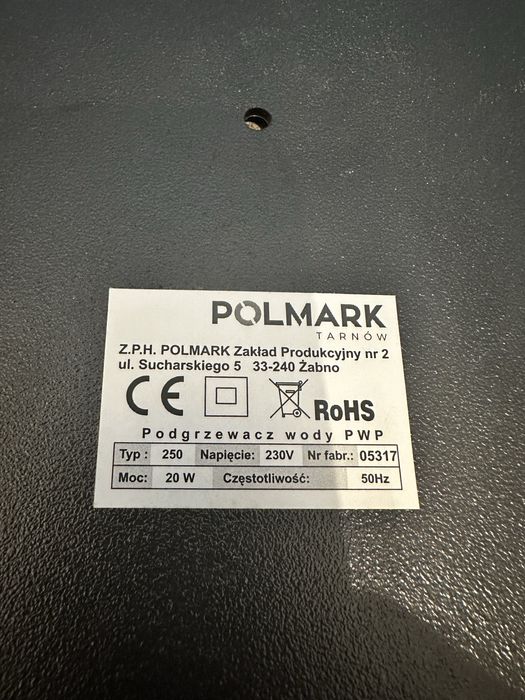 POLMARK
TARNÓW
Z.P.H. POLMARK Zakład Produkcyjny nr 2
ul. Sucharskiego 5 33-240 Żabno
CE RoHS
Podgrzewacz wody PWP
Typ : 250 Napięcie: 230V Nr fabr.: 05317
Moc: 20 W Częstotliwość: 50Hz